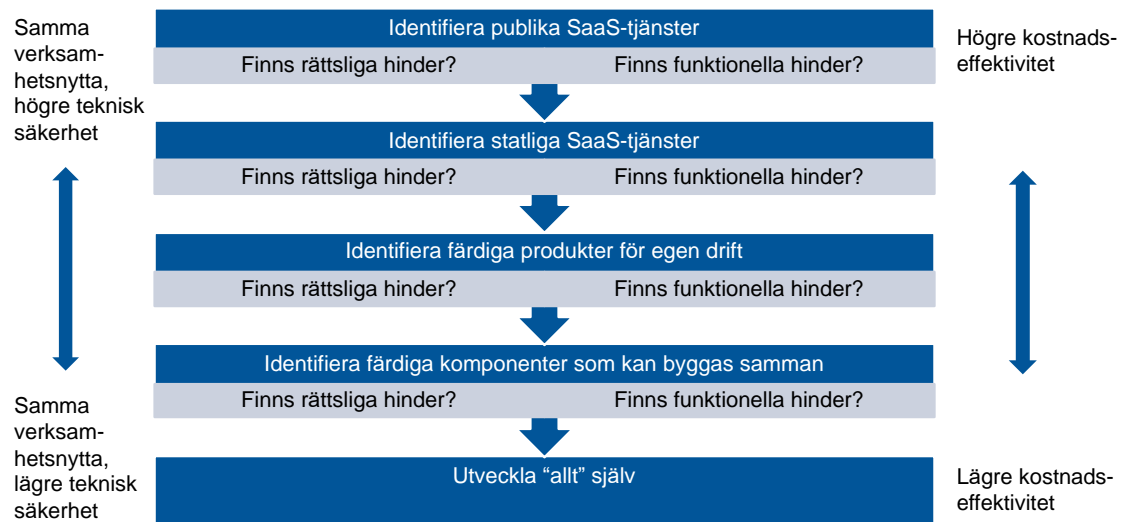 Samma
verksam-
hetsnytta,
högre teknisk
säkerhet
Identifiera publika SaaS-tjänster
Finns rättsliga hinder? Finns funktionella hinder?
Högre kostnads-
effektivitet
Identifiera statliga SaaS-tjänster
Finns rättsliga hinder? Finns funktionella hinder?
Identifiera färdiga produkter för egen drift
Finns rättsliga hinder? Finns funktionella hinder?
Identifiera färdiga komponenter som kan byggas samman
Finns rättsliga hinder? Finns funktionella hinder?
Samma
verksam-
hetsnytta,
lägre teknisk
säkerhet
Utveckla “allt” själv
Lägre kostnads-
effektivitet